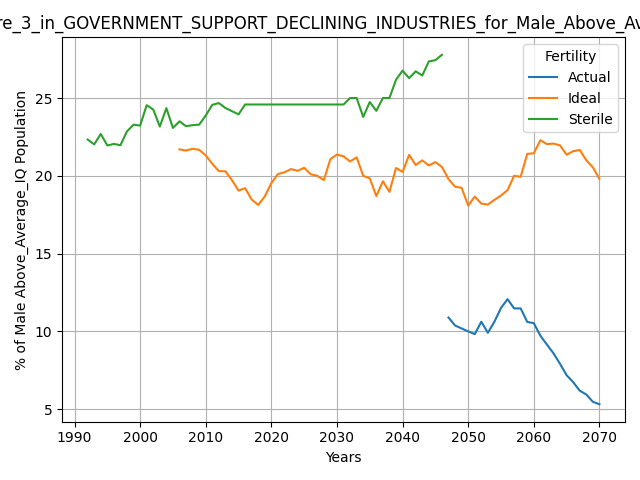 re_3_in_GOVERNMENT_SUPPORT_DECLINING_INDUSTRIES_for_Male_Above_Av
Fertility
Actual
Ideal
Sterile
% of Male Above_Average_IQ Population
25
20
15
10
5
1990 2000 2010 2020 2030 2040 2050 2060 2070
Years